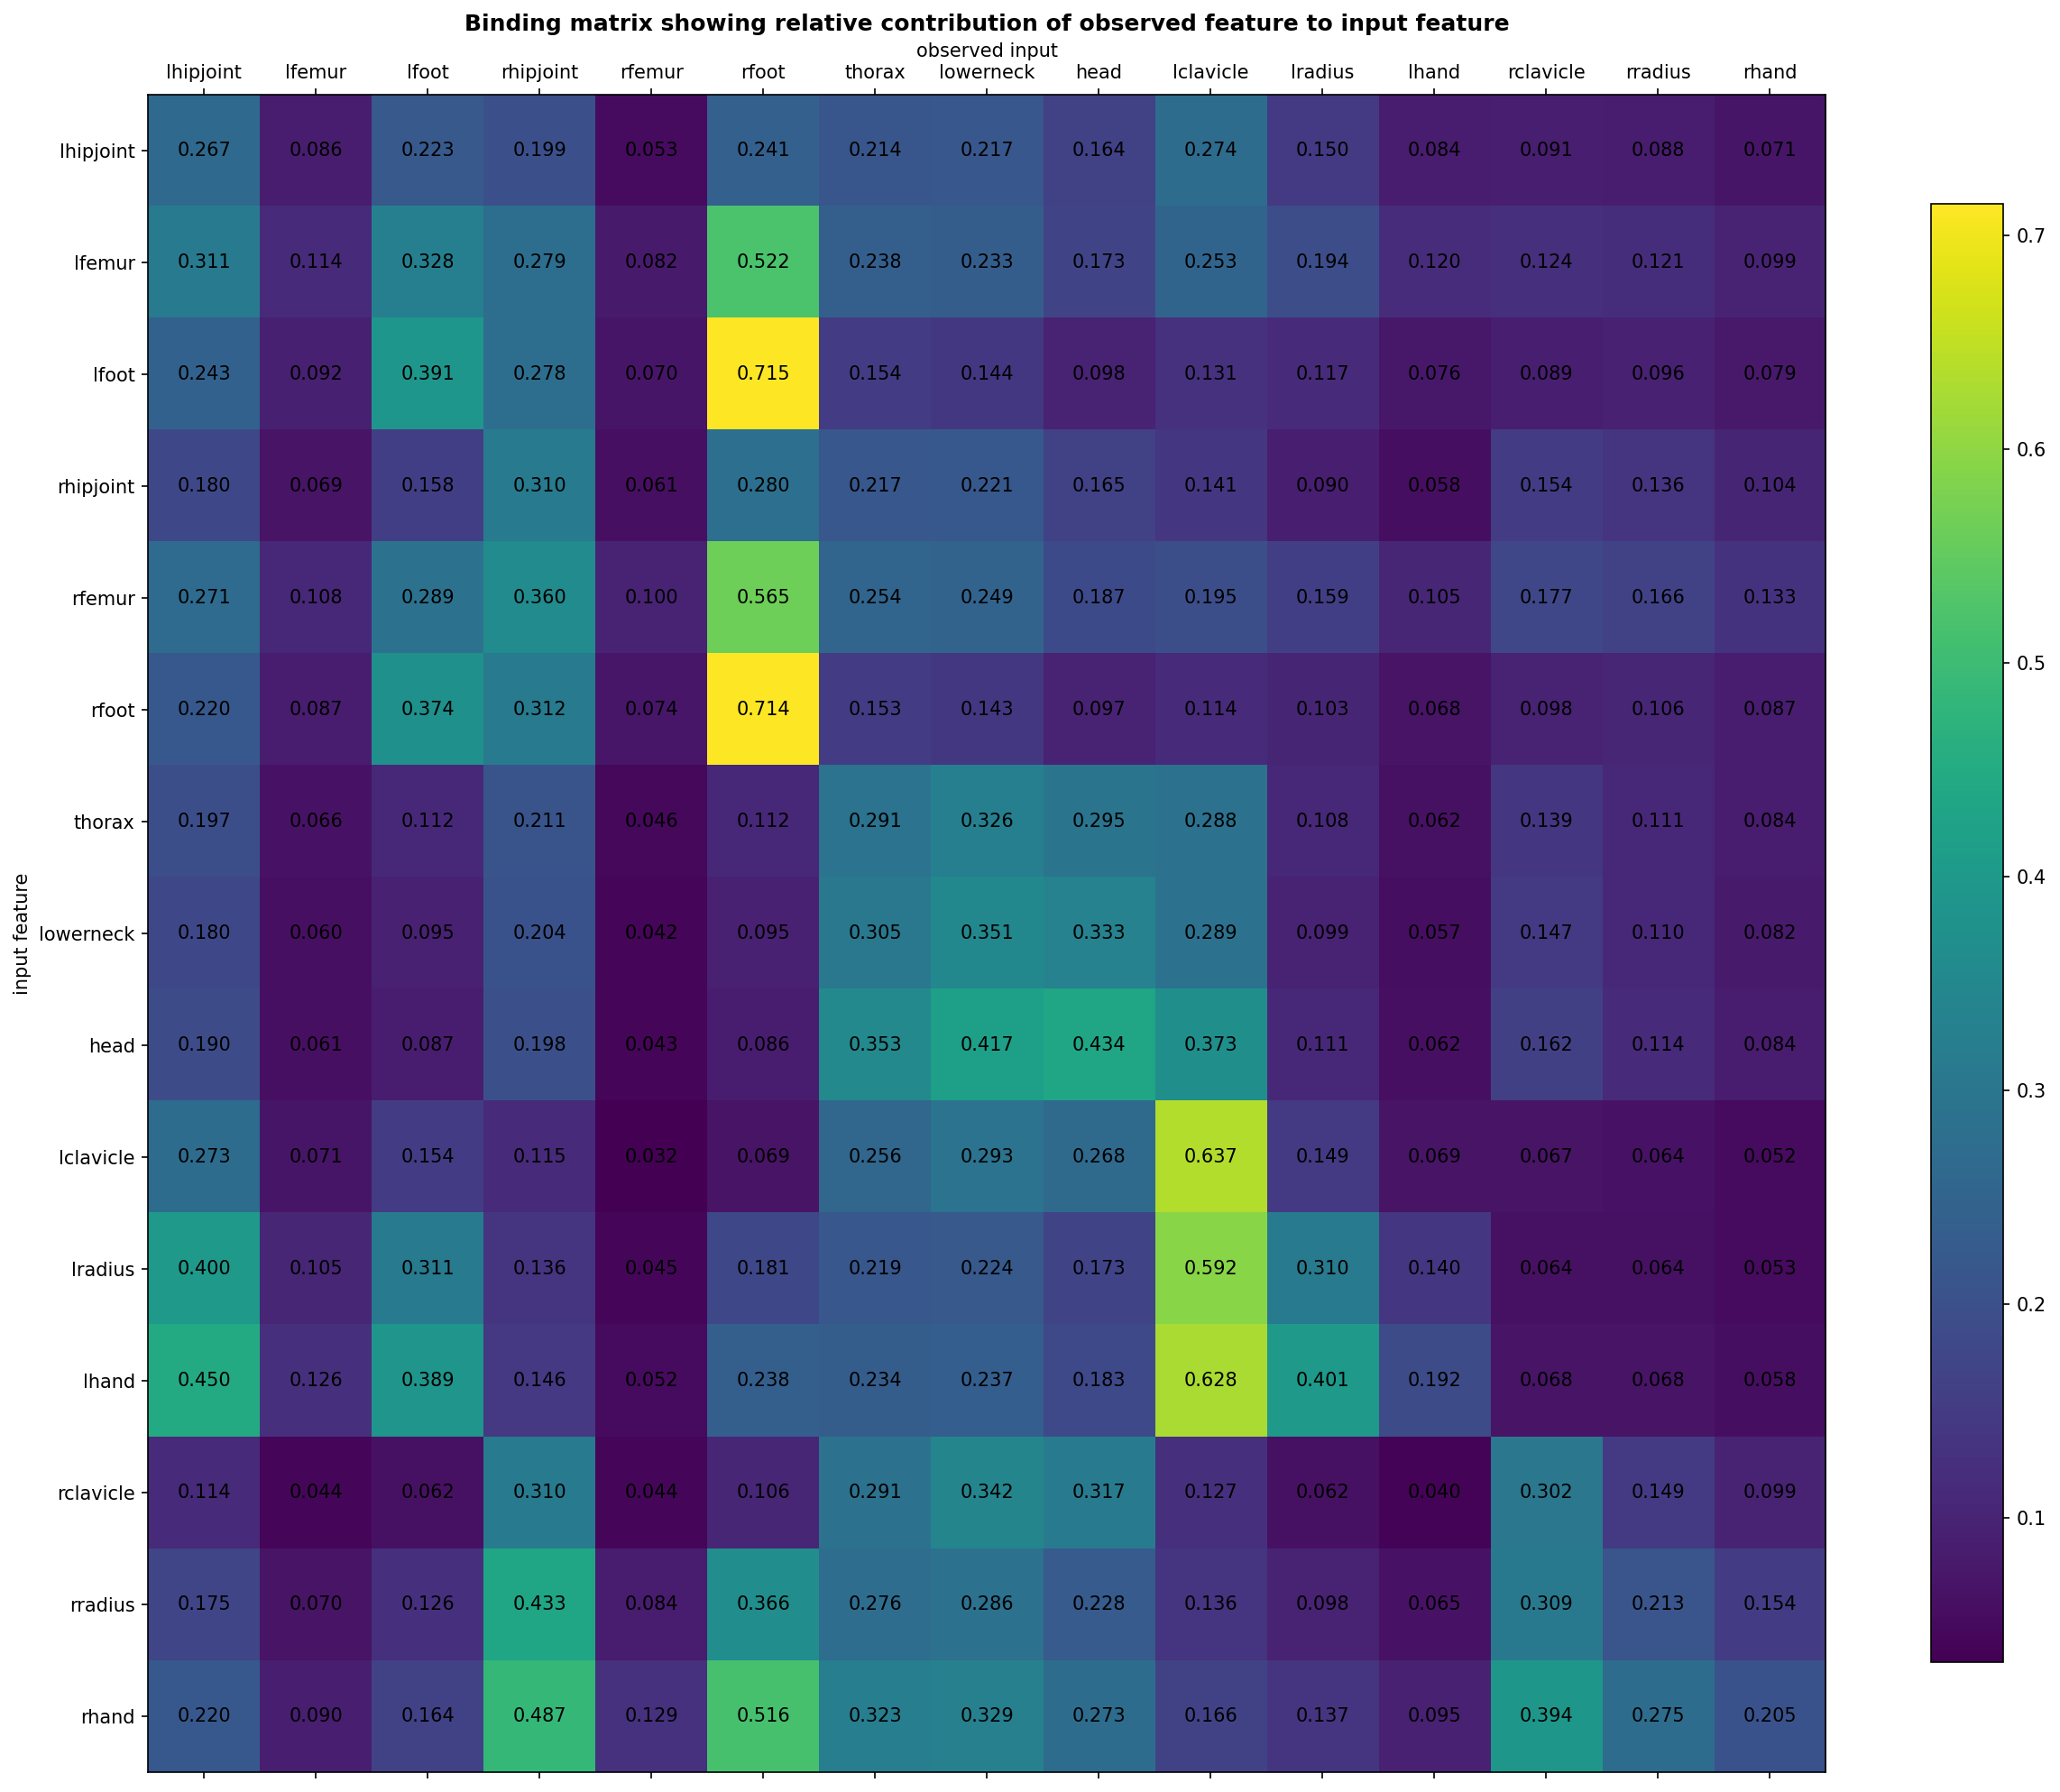 Binding matrix showing relative contribution of observed feature to input feature
observed input
lhipjoint lfemur lfoot rhipjoint rfemur rfoot thorax lowerneck head lclavicle lradius lhand rclavicle rradius rhand
lhipjoint 0.267 0.086 0.223 0.199 0.053 0.241 0.214 0.217 0.164 0.274 0.150 0.084 0.091 0.088 0.071
lfemur 0.311 0.114 0.328 0.279 0.082 0.522 0.238 0.233 0.173 0.253 0.194 0.120 0.124 0.121 0.099
0.7
lfoot 0.243 0.092 0.391 0.278 0.070 0.715 0.154 0.144 0.098 0.131 0.117 0.076 0.089 0.096 0.079
0.6
rhipjoint 0.180 0.069 0.158 0.310 0.061 0.280 0.217 0.221 0.165 0.141 0.090 0.058 0.154 0.136 0.104
rfemur 0.271 0.108 0.289 0.360 0.100 0.565 0.254 0.249 0.187 0.195 0.159 0.105 0.177 0.166 0.133
0.5
rfoot 0.220 0.087 0.374 0.312 0.074 0.714 0.153 0.143 0.097 0.114 0.103 0.068 0.098 0.106 0.087
thorax 0.197 0.066 0.112 0.211 0.046 0.112 0.291 0.326 0.295 0.288 0.108 0.062 0.139 0.111 0.084
0.4
input feature
lowerneck 0.180 0.060 0.095 0.204 0.042 0.095 0.305 0.351 0.333 0.289 0.099 0.057 0.147 0.110 0.082
head 0.190 0.061 0.087 0.198 0.043 0.086 0.353 0.417 0.434 0.373 0.111 0.062 0.162 0.114 0.084
0.3
lclavicle 0.273 0.071 0.154 0.115 0.032 0.069 0.256 0.293 0.268 0.637 0.149 0.069 0.067 0.064 0.052
lradius 0.400 0.105 0.311 0.136 0.045 0.181 0.219 0.224 0.173 0.592 0.310 0.140 0.064 0.064 0.053
0.2
lhand 0.450 0.126 0.389 0.146 0.052 0.238 0.234 0.237 0.183 0.628 0.401 0.192 0.068 0.068 0.058
rclavicle 0.114 0.044 0.062 0.310 0.044 0.106 0.291 0.342 0.317 0.127 0.062 0.040 0.302 0.149 0.099
0.1
rradius 0.175 0.070 0.126 0.433 0.084 0.366 0.276 0.286 0.228 0.136 0.098 0.065 0.309 0.213 0.154
rhand 0.220 0.090 0.164 0.487 0.129 0.516 0.323 0.329 0.273 0.166 0.137 0.095 0.394 0.275 0.205